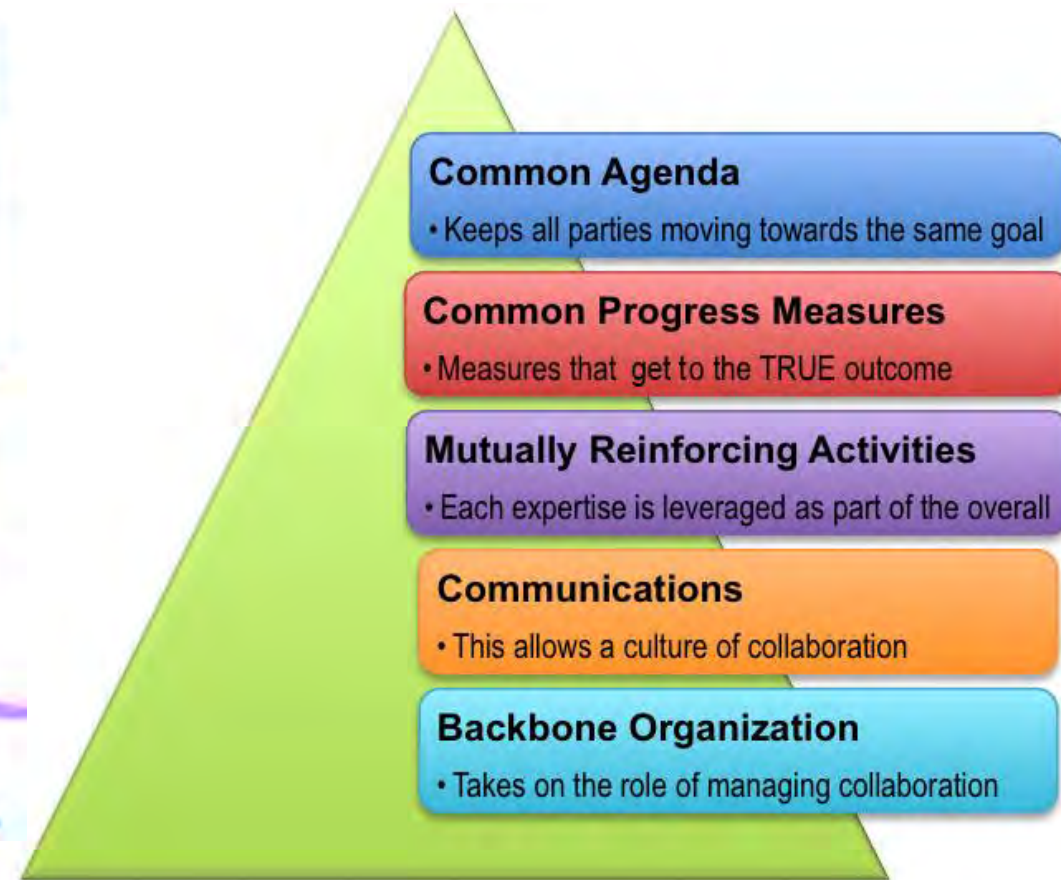 Common Agenda
• Keeps all parties moving towards the same goal
Common Progress Measures
• Measures that get to the TRUE outcome
Mutually Reinforcing Activities
• Each expertise is leveraged as part of the overall
Communications
• This allows a culture of collaboration
Backbone Organization
• Takes on the role of managing collaboration